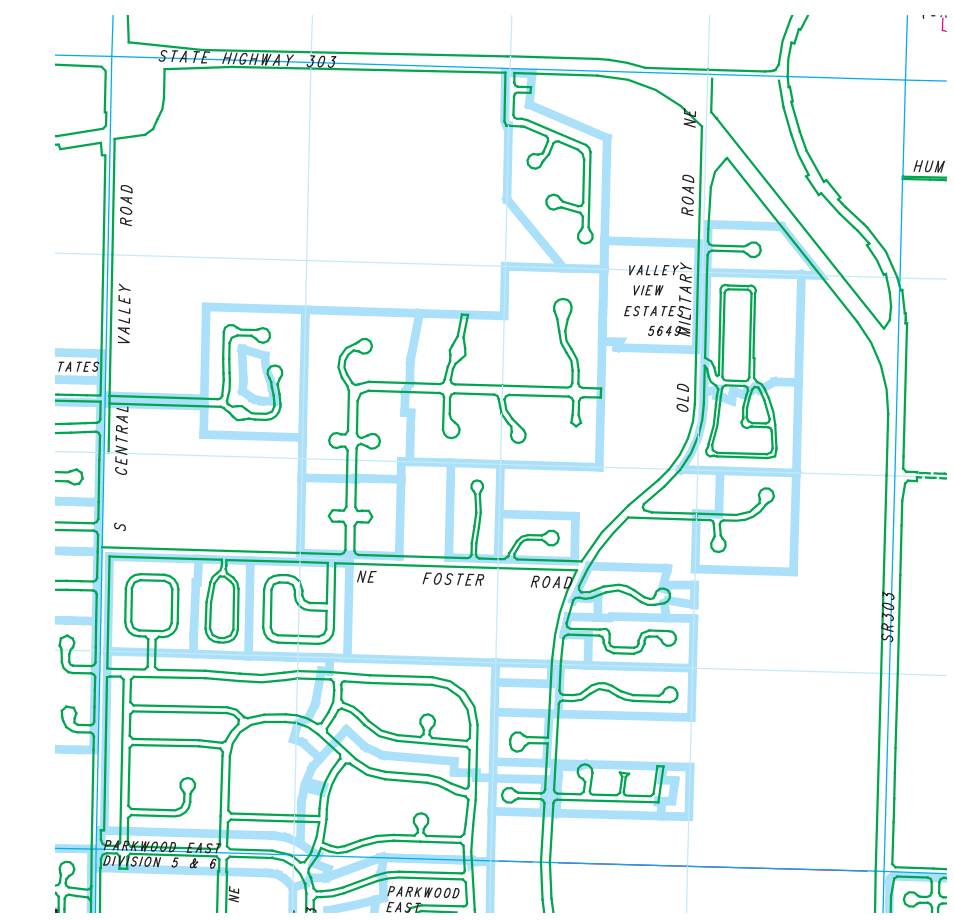 STATE HIGHWAY 303
HUM
S CENTRAL VALLEY ROAD
OLD MILITARY ROAD NE
VALLEY
VIEW
ESTATES
5649
TATES
NE FOSTER ROAD
SR303
PARKWOOD EAST
DIVISION 5 & 6
NE
PARKWOOD
EAST